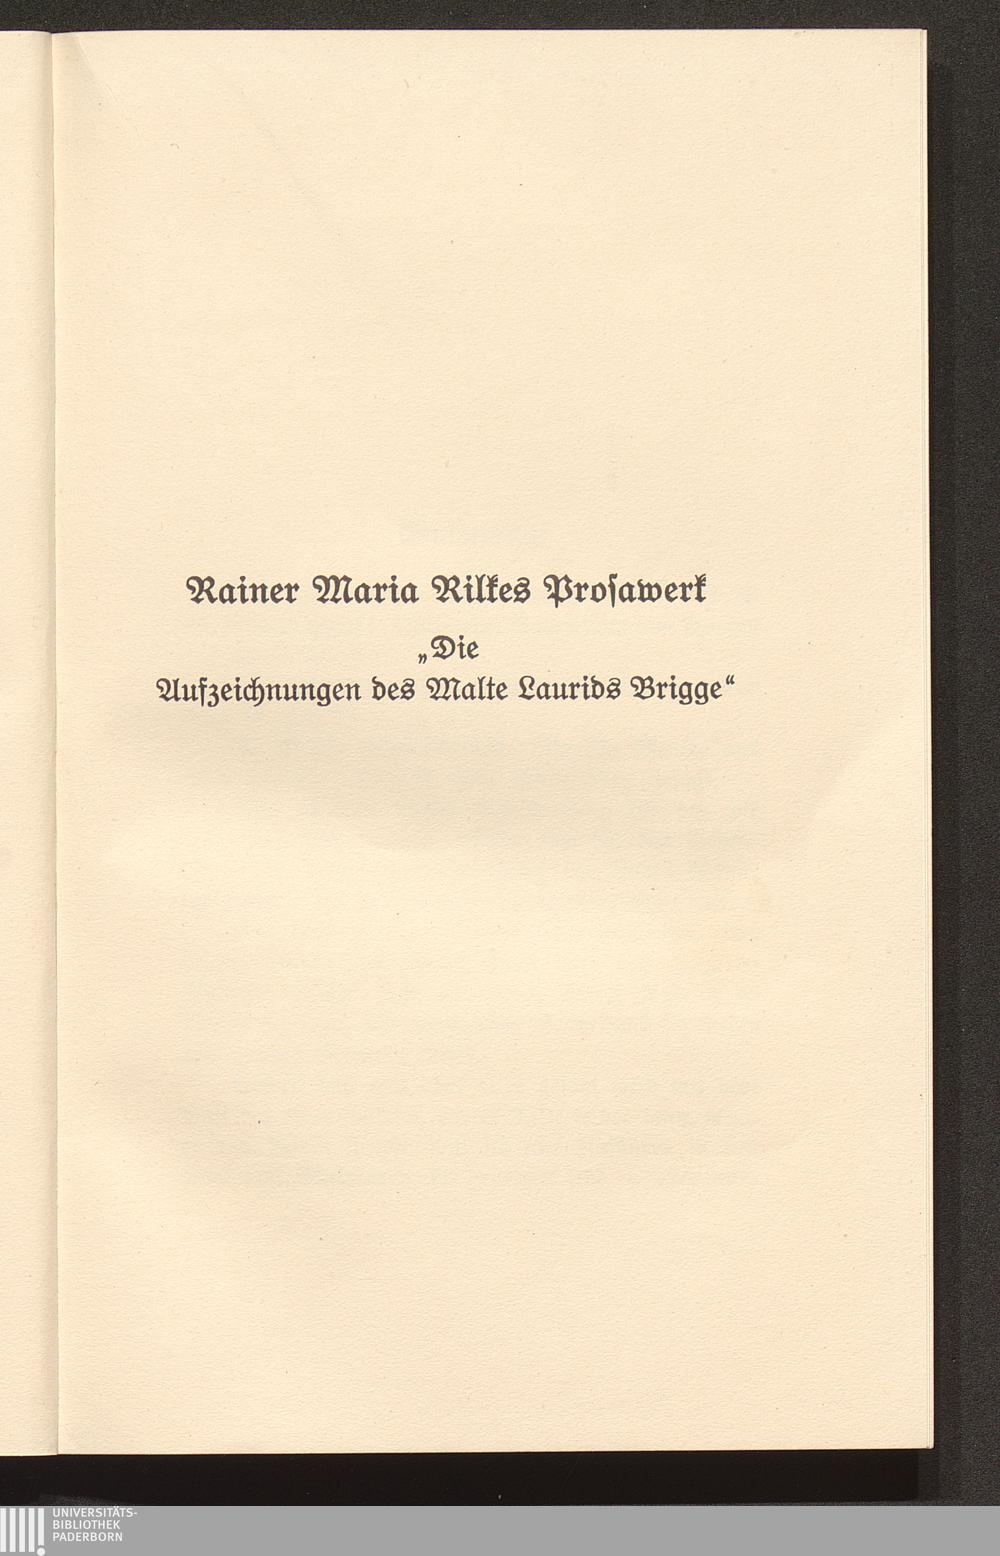 Rainer Maria Rilkes Proſawerk
„Die
Aufzeichnungen des Malte Laurids Brigge“
UNIVERSITÄTS-
BIBLIOTHEK
PADERBORN